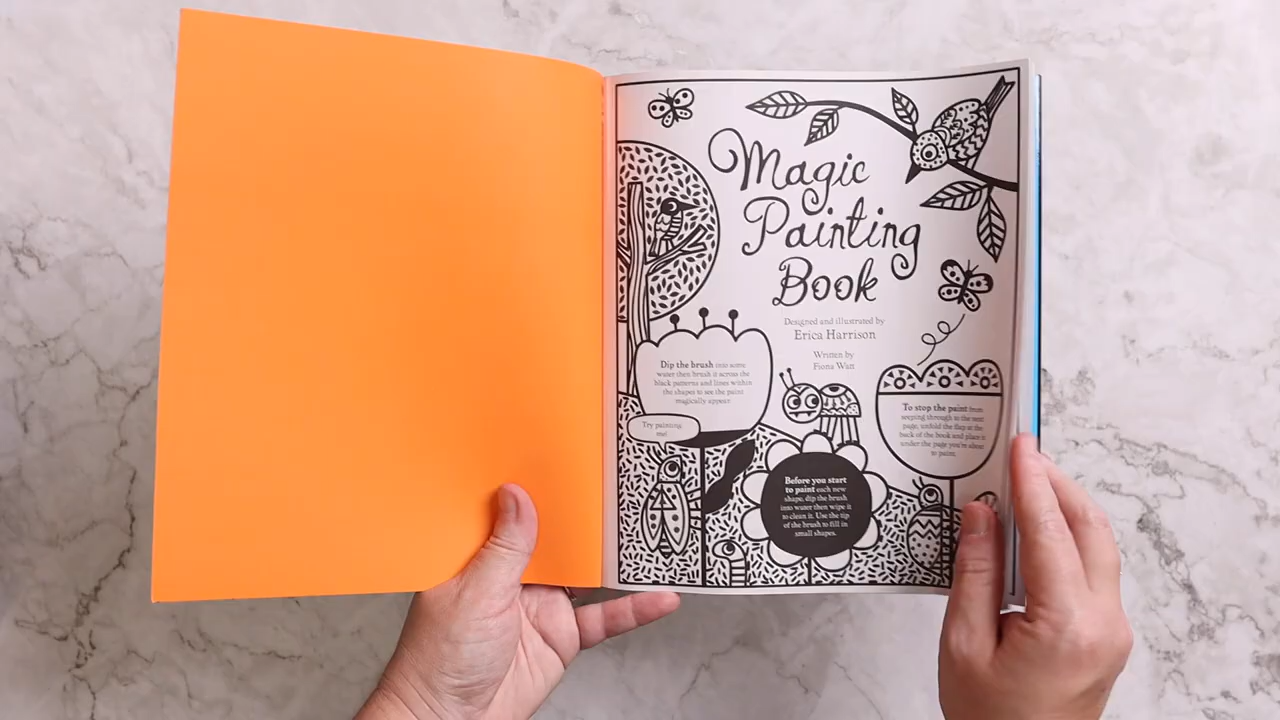 Magic
Painting
Book
Designed and illustrated by
Erica Harrison
Written by
Fiona Watt
Dip the brush into some
water then brush it across the
black patterns and lines within
the shapes to see the paint
magically appear.
Try painting
me!
To stop the paint from
seeping through to the next
page, unfold the flap at the
back of the book and place it
under the page you're about
to paint.
Before you start
to paint each new
shape, dip the brush
into water then wipe it
to clean it. Use the tip
of the brush to fill in
small shapes.